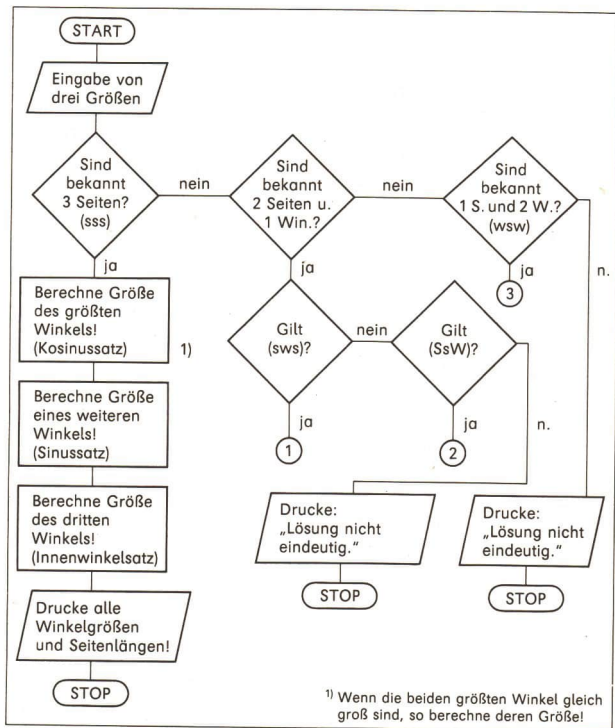 START
Eingabe von
drei Größen
Sind
bekannt
3 Seiten?
(sss)
nein
Sind
bekannt
2 Seiten u.
1 Win.?
nein
Sind
bekannt
1 S. und 2 W.?
(wsw)
ja
ja
ja
n.
3
Berechne Größe
des größten
Winkels!
(Kosinussatz)
1)
Gilt
(sws)?
nein
Gilt
(SsW)?
ja
ja
n.
1
2
Berechne Größe
eines weiteren
Winkels!
(Sinussatz)
Berechne Größe
des dritten
Winkels!
(Innenwinkelsatz)
Drucke:
„Lösung nicht
eindeutig.“
STOP
Drucke:
„Lösung nicht
eindeutig.“
STOP
Drucke alle
Winkelgrößen
und Seitenlängen!
STOP
1) Wenn die beiden größten Winkel gleich
groß sind, so berechne deren Größe!